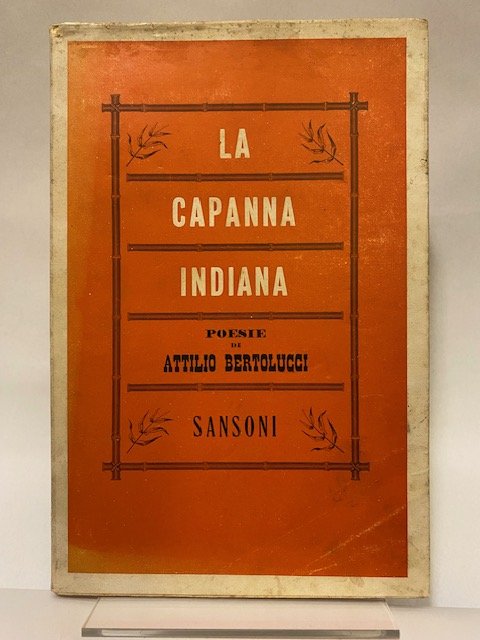 LA
CAPANNA
INDIANA
POESIE
DI
ATTILIO BERTOLUCCI
SANSONI